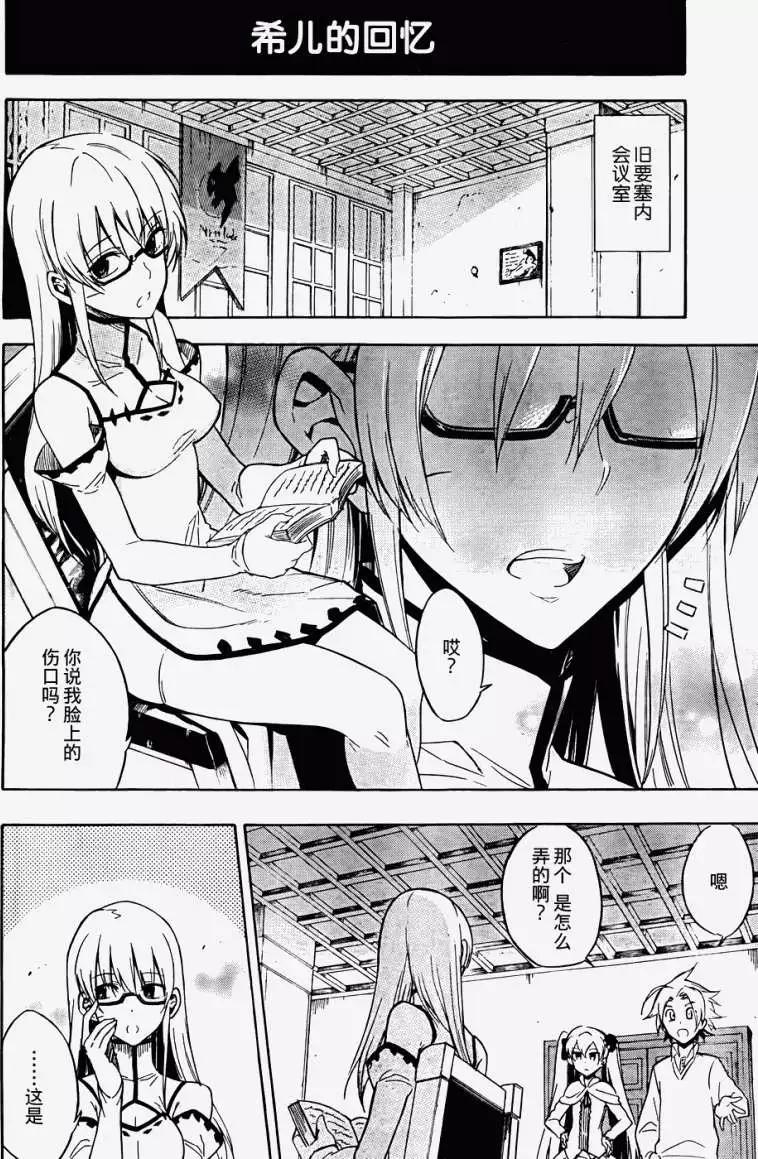 希儿的回忆
旧要塞内
会议室
哎？
你说我脸上的
伤口吗？
嗯
那个 是怎么
弄的啊？
……这是